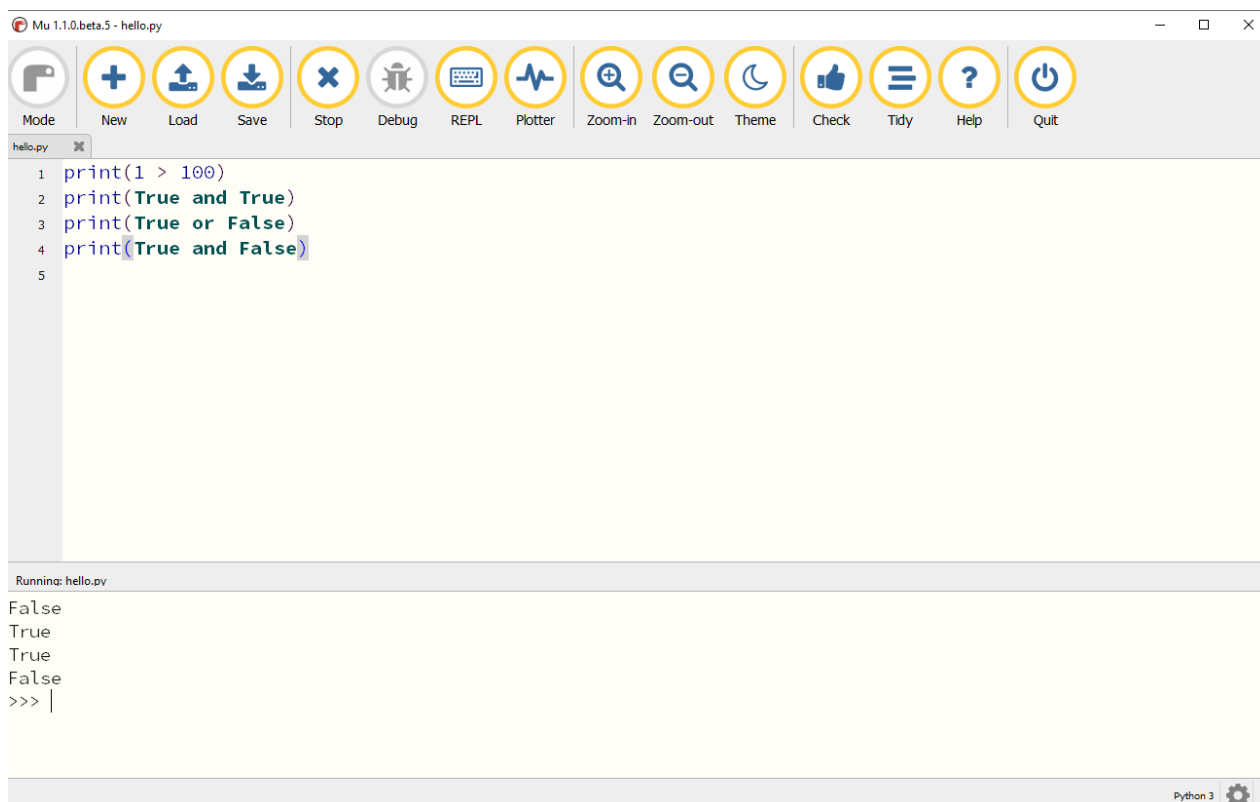 Mu 1.1.0.beta.5 - hello.py
Mode New Load Save Stop Debug REPL Plotter Zoom-in Zoom-out Theme Check Tidy Help Quit
hello.py
1 print(1 > 100)
2 print(True and True)
3 print(True or False)
4 print(True and False)
5
Running: hello.py
False
True
True
False
>>>
Python 3